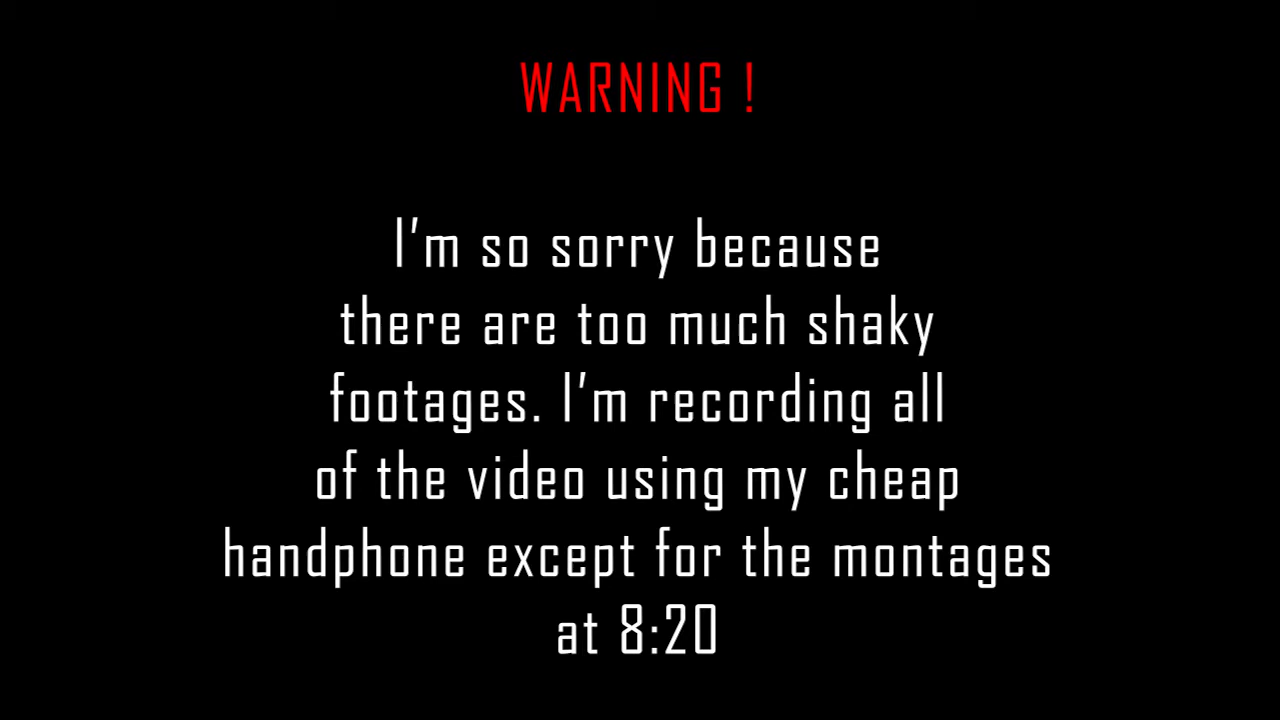 WARNING !
I'm so sorry because
there are too much shaky
footages. I'm recording all
of the video using my cheap
handphone except for the montages
at 8:20